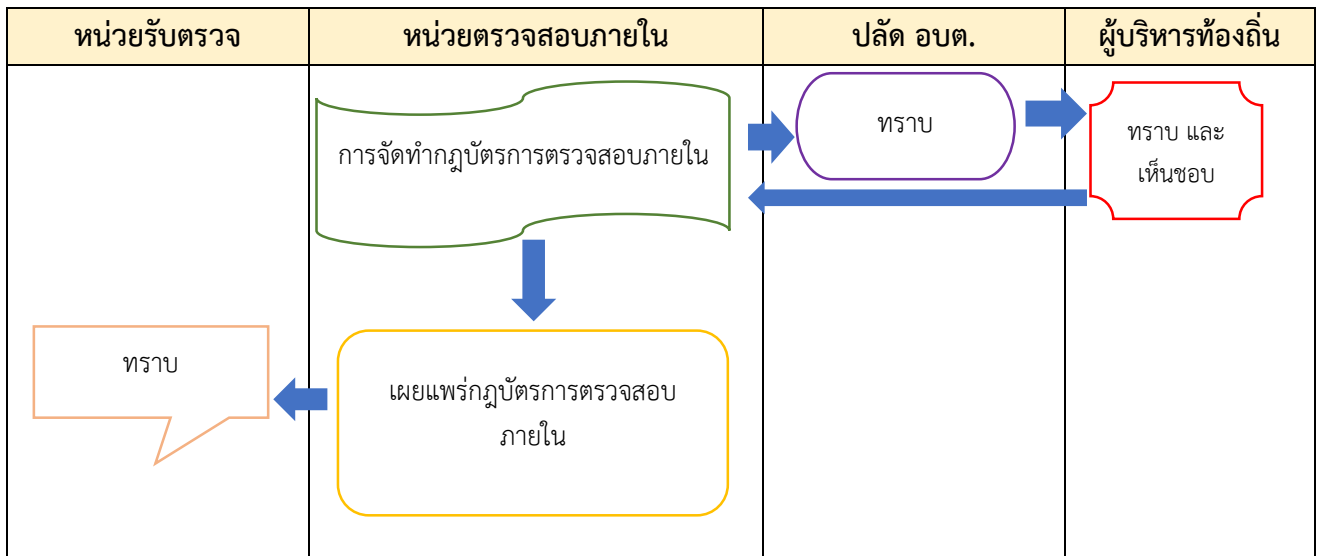 หน่วยรับตรวจ
หน่วยตรวจสอบภายใน
ปลัด อบต.
ผู้บริหารท้องถิ่น
การจัดทำกฎบัตรการตรวจสอบภายใน
ทราบ
ทราบ และ
เห็นชอบ
ทราบ
เผยแพร่กฎบัตรการตรวจสอบ
ภายใน